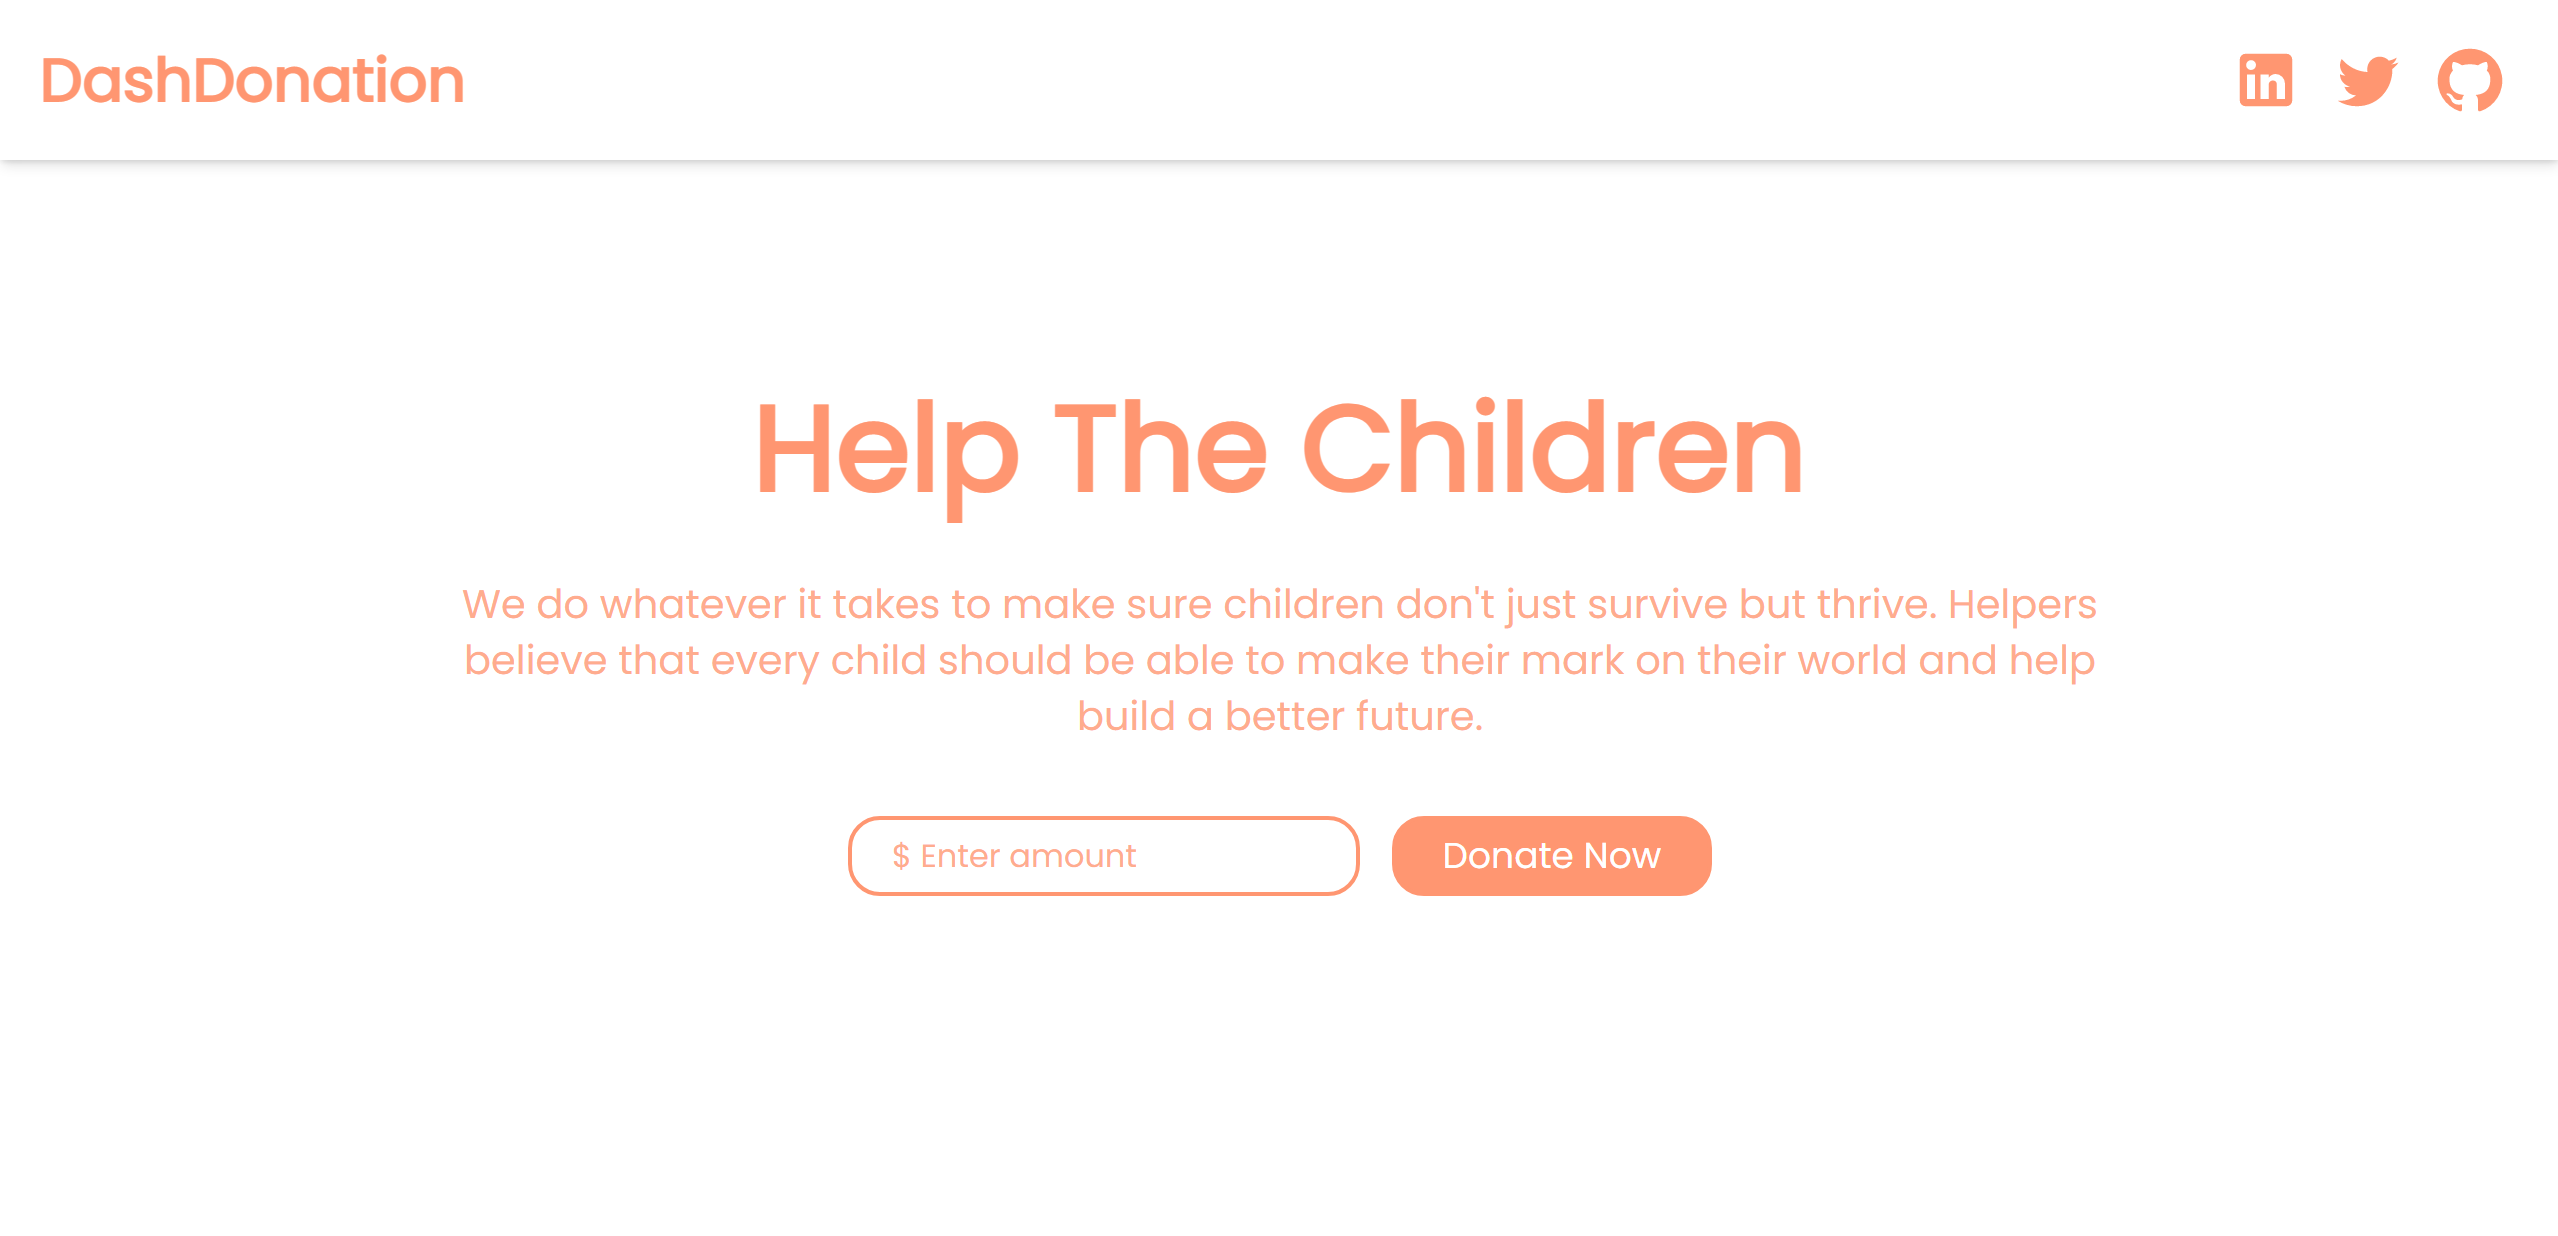 DashDonation
Help The Children
We do whatever it takes to make sure children don't just survive but thrive. Helpers
believe that every child should be able to make their mark on their world and help
build a better future.
$ Enter amount
Donate Now